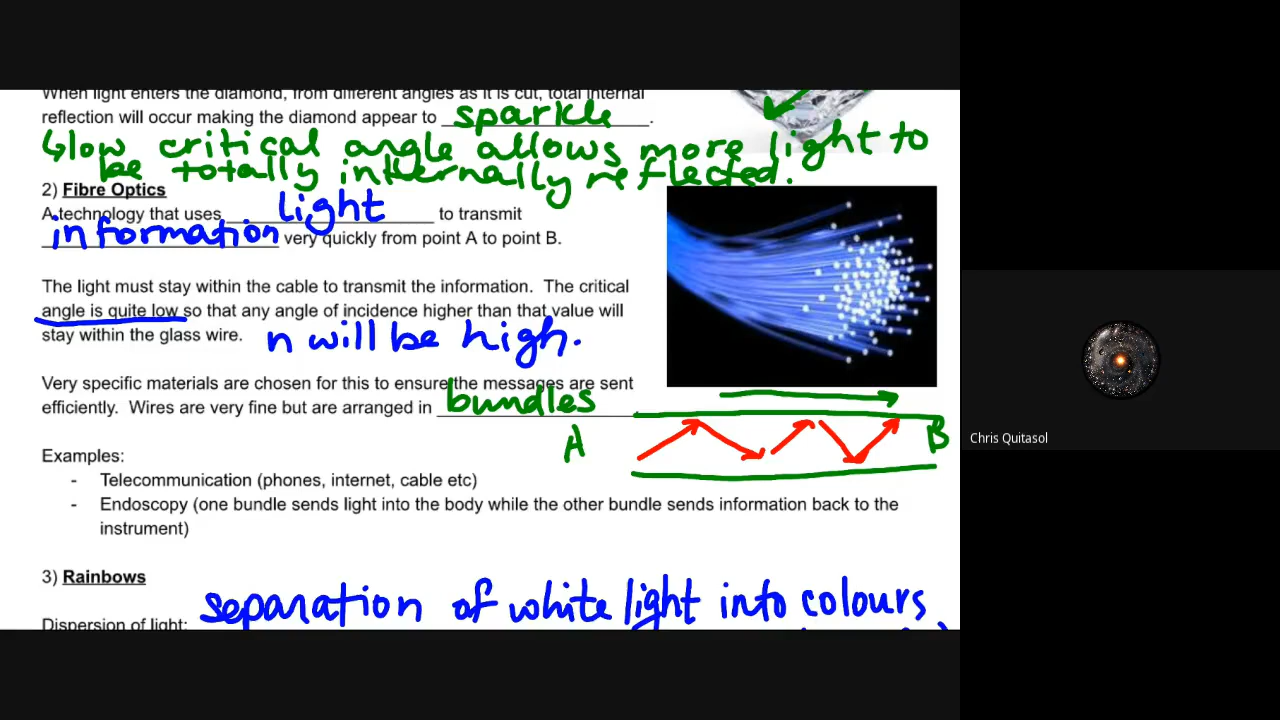 When light enters the diamond, from different angles as it is cut, total internal
reflection will occur making the diamond appear to sparkle.
↳low critical angle allows more light to
be totally internally reflected.
2) Fibre Optics
A technology that uses light to transmit
information very quickly from point A to point B.
The light must stay within the cable to transmit the information. The critical
angle is quite low so that any angle of incidence higher than that value will
stay within the glass wire. n will be high.
Very specific materials are chosen for this to ensure the messages are sent
efficiently. Wires are very fine but are arranged in bundles
A B
Chris Quitasol
Examples:
- Telecommunication (phones, internet, cable etc)
- Endoscopy (one bundle sends light into the body while the other bundle sends information back to the
instrument)
3) Rainbows
separation of white light into colours
Dispersion of light: